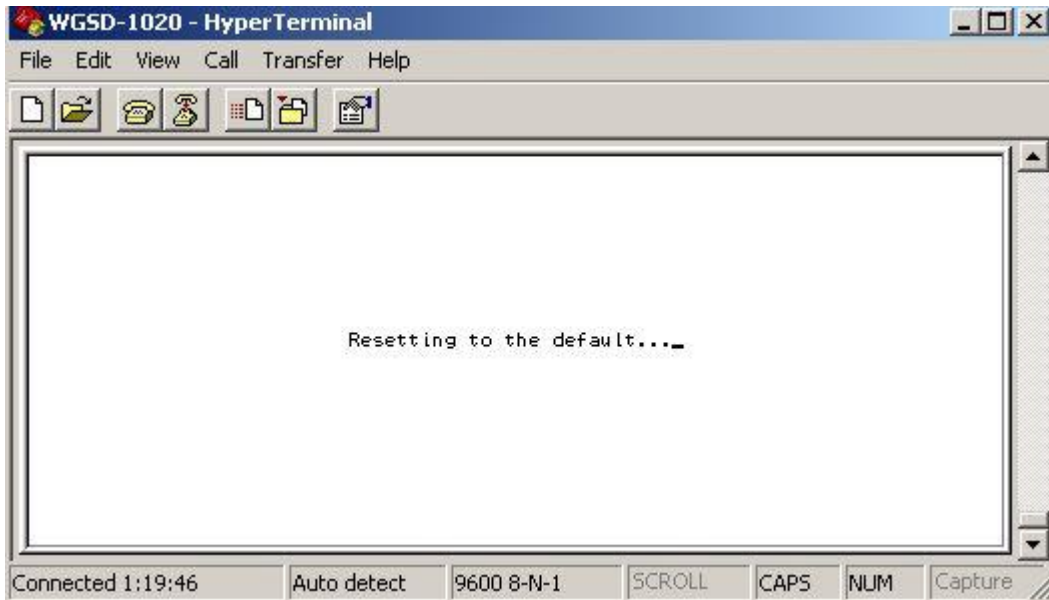 WGSD-1020 - HyperTerminal
File Edit View Call Transfer Help
Resetting to the default..._
Connected 1:19:46 Auto detect 9600 8-N-1 SCROLL CAPS NUM Capture